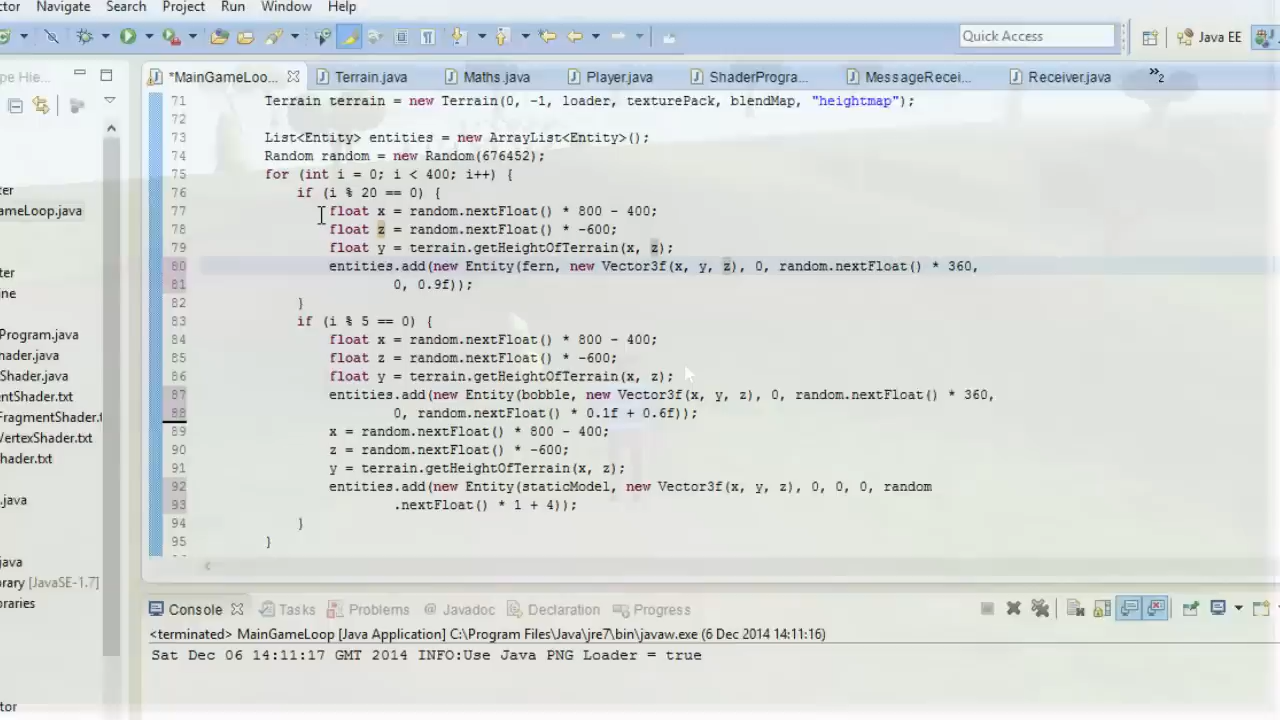 ctor Navigate Search Project Run Window Help
Quick Access
Java EE
pe Hie...
*MainGameLoo... Terrain.java Maths.java Player.java ShaderProgra... MessageRecei... Receiver.java »2
ter
ameLoop.java
ter
ine
Program.java
hader.java
Shader.java
entShader.txt
FragmentShader.t
VertexShader.txt
hader.txt
.java
java
rary [JavaSE-1.7]
braries
tor
71 Terrain terrain = new Terrain(0, -1, loader, texturePack, blendMap, "heightmap");
72
73 List<Entity> entities = new ArrayList<Entity>();
74 Random random = new Random(676452);
75 for (int i = 0; i < 400; i++) {
76 if (i % 20 == 0) {
77 float x = random.nextFloat() * 800 - 400;
78 float z = random.nextFloat() * -600;
79 float y = terrain.getHeightOfTerrain(x, z);
80 entities.add(new Entity(fern, new Vector3f(x, y, z), 0, random.nextFloat() * 360,
81 0, 0.9f));
82 }
83 if (i % 5 == 0) {
84 float x = random.nextFloat() * 800 - 400;
85 float z = random.nextFloat() * -600;
86 float y = terrain.getHeightOfTerrain(x, z);
87 entities.add(new Entity(bobble, new Vector3f(x, y, z), 0, random.nextFloat() * 360,
88 0, random.nextFloat() * 0.1f + 0.6f));
89 x = random.nextFloat() * 800 - 400;
90 z = random.nextFloat() * -600;
91 y = terrain.getHeightOfTerrain(x, z);
92 entities.add(new Entity(staticModel, new Vector3f(x, y, z), 0, 0, 0, random
93 .nextFloat() * 1 + 4));
94 }
95 }
Console Tasks Problems @ Javadoc Declaration Progress
<terminated> MainGameLoop [Java Application] C:\Program Files\Java\jre7\bin\javaw.exe (6 Dec 2014 14:11:16)
Sat Dec 06 14:11:17 GMT 2014 INFO:Use Java PNG Loader = true